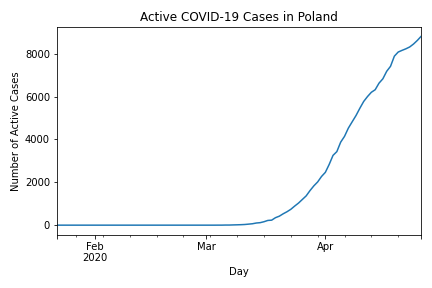 Active COVID-19 Cases in Poland
Number of Active Cases
8000
6000
4000
2000
0
Feb
2020
Mar
Apr
Day